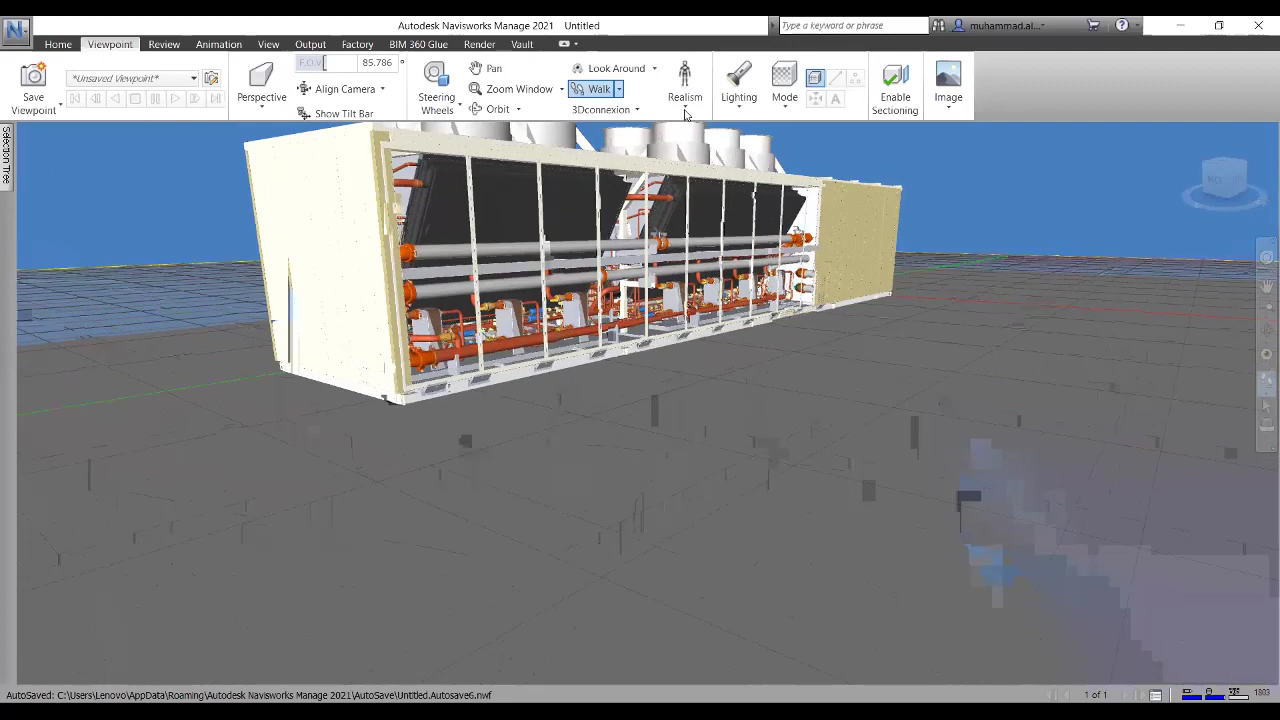 Autodesk Navisworks Manage 2021 Untitled
Type a keyword or phrase
muhammad.al...
Home Viewpoint Review Animation View Output Factory BIM 360 Glue Render Vault
Save Viewpoint
*Unsaved Viewpoint*
Perspective
F.O.V. 85.786 °
Align Camera
Show Tilt Bar
Steering Wheels
Pan
Zoom Window
Orbit
Look Around
Walk
3Dconnexion
Realism
Lighting
Mode
A
Enable Sectioning
Image
Selection Tree
AutoSaved: C:\Users\Lenovo\AppData\Roaming\Autodesk Navisworks Manage 2021\AutoSave\Untitled.Autosave6.nwf
1 of 1
1803